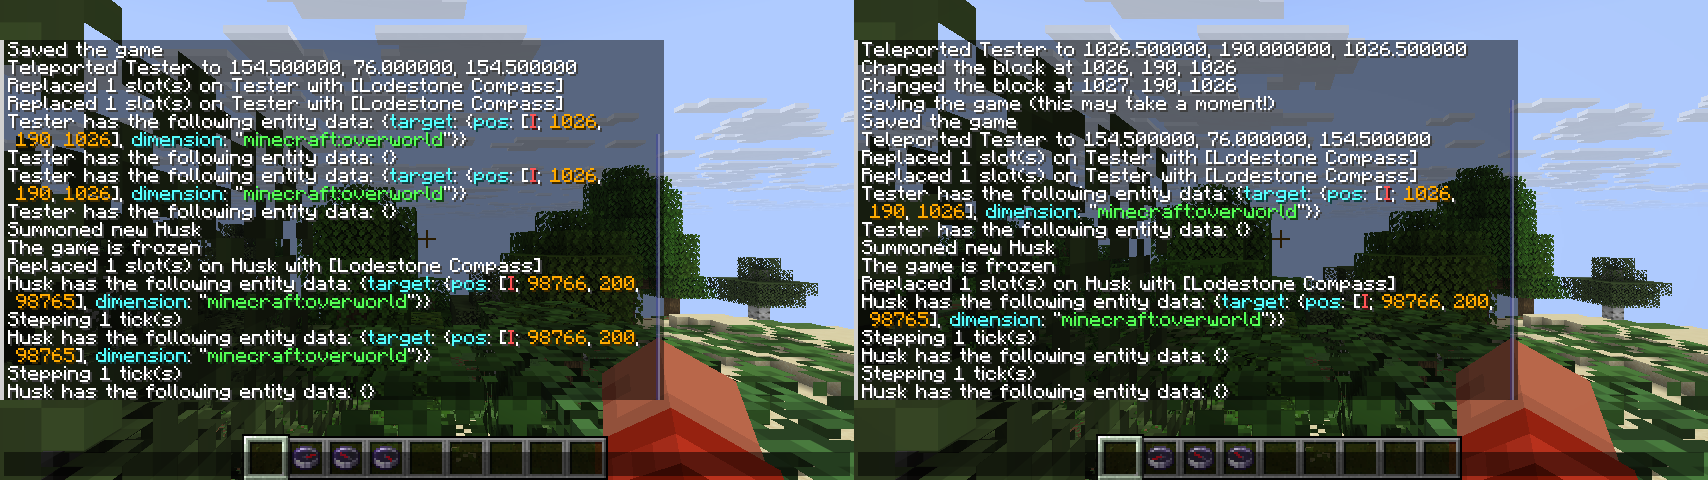 Saved the game
Teleported Tester to 154.500000, 76.000000, 154.500000
Replaced 1 slot(s) on Tester with [Lodestone Compass]
Replaced 1 slot(s) on Tester with [Lodestone Compass]
Tester has the following entity data: {target: {pos: [I; 1026,
190, 1026], dimension: "minecraft:overworld"}}
Tester has the following entity data: {}
Tester has the following entity data: {target: {pos: [I; 1026,
190, 1026], dimension: "minecraft:overworld"}}
Tester has the following entity data: {}
Summoned new Husk
The game is frozen
Replaced 1 slot(s) on Husk with [Lodestone Compass]
Husk has the following entity data: {target: {pos: [I; 98766, 200,
98765], dimension: "minecraft:overworld"}}
Stepping 1 tick(s)
Husk has the following entity data: {target: {pos: [I; 98766, 200,
98765], dimension: "minecraft:overworld"}}
Stepping 1 tick(s)
Husk has the following entity data: {}
Teleported Tester to 1026.500000, 190.000000, 1026.500000
Changed the block at 1026, 190, 1026
Changed the block at 1027, 190, 1026
Saving the game (this may take a moment!)
Saved the game
Teleported Tester to 154.500000, 76.000000, 154.500000
Replaced 1 slot(s) on Tester with [Lodestone Compass]
Replaced 1 slot(s) on Tester with [Lodestone Compass]
Tester has the following entity data: {target: {pos: [I; 1026,
190, 1026], dimension: "minecraft:overworld"}}
Tester has the following entity data: {}
Summoned new Husk
The game is frozen
Replaced 1 slot(s) on Husk with [Lodestone Compass]
Husk has the following entity data: {target: {pos: [I; 98766, 200,
98765], dimension: "minecraft:overworld"}}
Stepping 1 tick(s)
Husk has the following entity data: {}
Stepping 1 tick(s)
Husk has the following entity data: {}